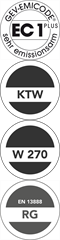 GEV-EMICODE®
EC 1 PLUS
sehr emissionsarm
KTW
W 270
EN 13888
RG